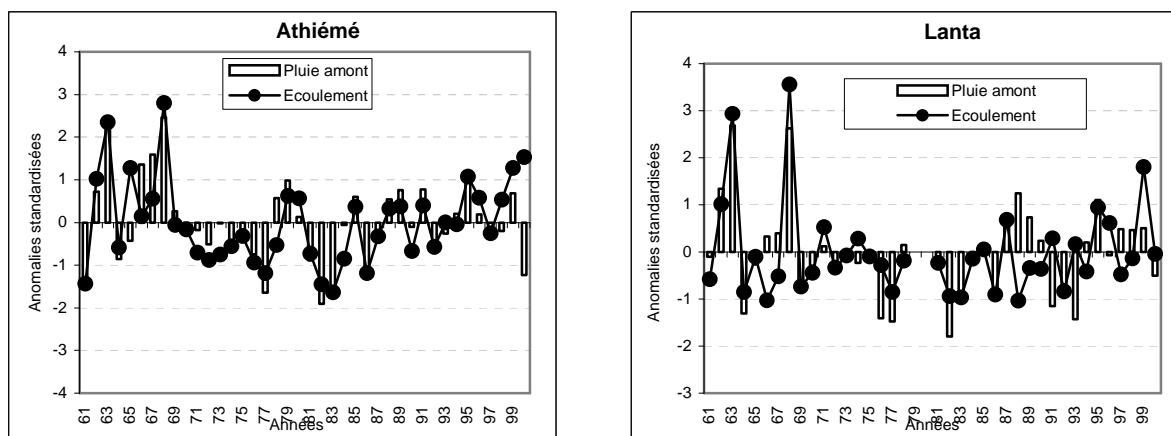 Athiémé
4
3
2
1
0
-1
-2
-3
-4
Anomalies standardisées
Pluie amont
Ecoulement
61 63 65 67 69 71 73 75 77 79 81 83 85 87 89 91 93 95 97 99
Années
Lanta
4
3
2
1
0
-1
-2
-3
Anomalies standardisées
Pluie amont
Ecoulement
61 63 65 67 69 71 73 75 77 79 81 83 85 87 89 91 93 95 97 99
Années